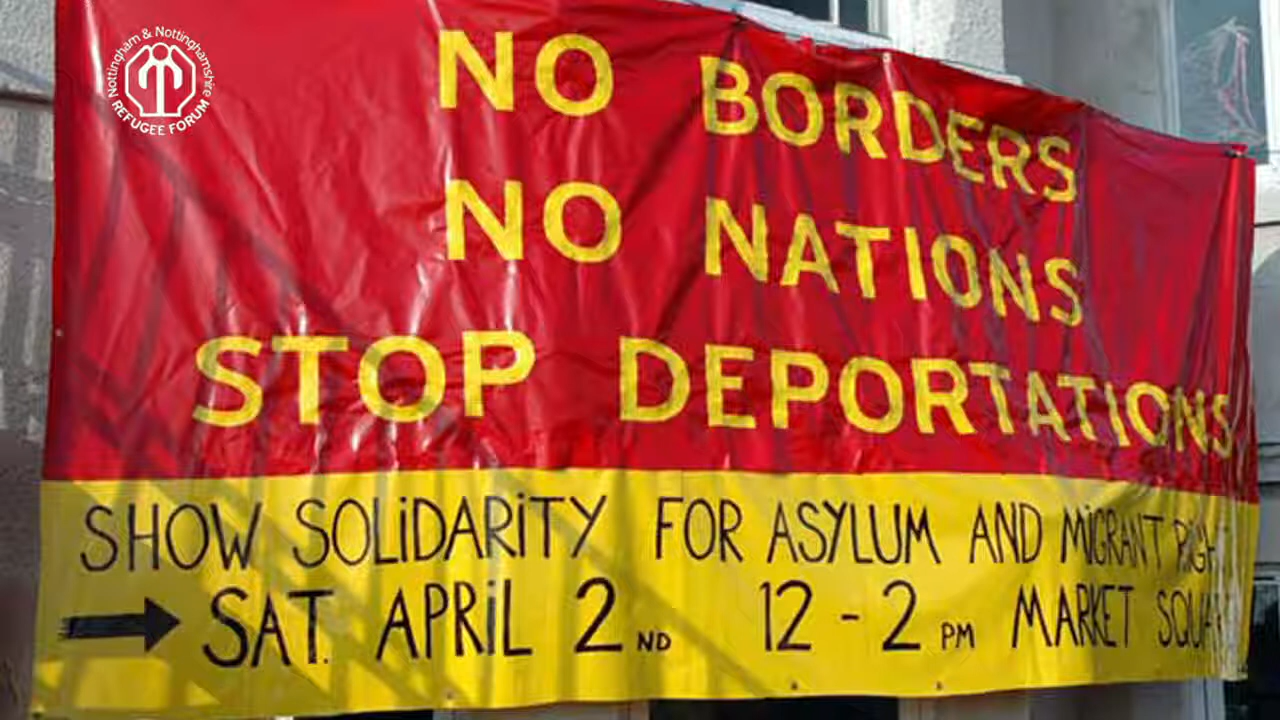 Nottingham & Nottinghamshire
REFUGEE FORUM
NO BORDERS
NO NATIONS
STOP DEPORTATIONS
SHOW SOLiDARiTY FOR ASYLUM AND MiGRANT
SAT. APRiL 2ND 12 - 2 PM MARKET